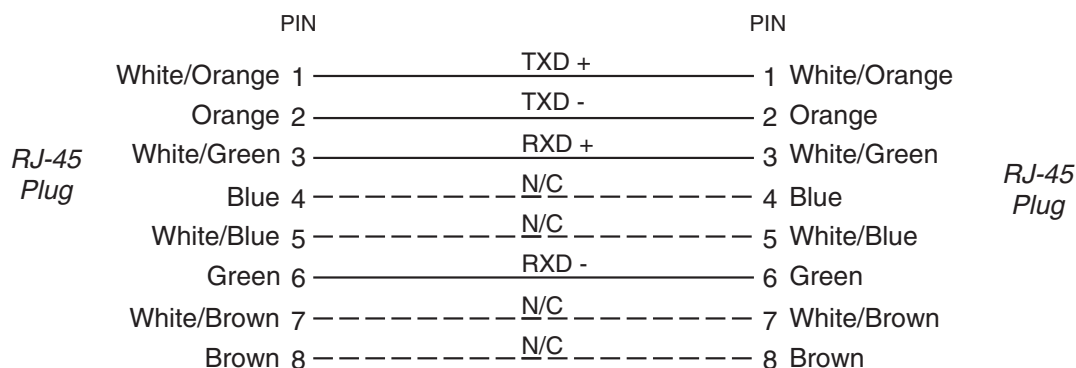 PIN PIN
White/Orange 1 TXD + 1 White/Orange
Orange 2 TXD - 2 Orange
White/Green 3 RXD + 3 White/Green
Blue 4 N/C 4 Blue
White/Blue 5 N/C 5 White/Blue
Green 6 RXD - 6 Green
White/Brown 7 N/C 7 White/Brown
Brown 8 N/C 8 Brown
RJ-45
Plug
RJ-45
Plug